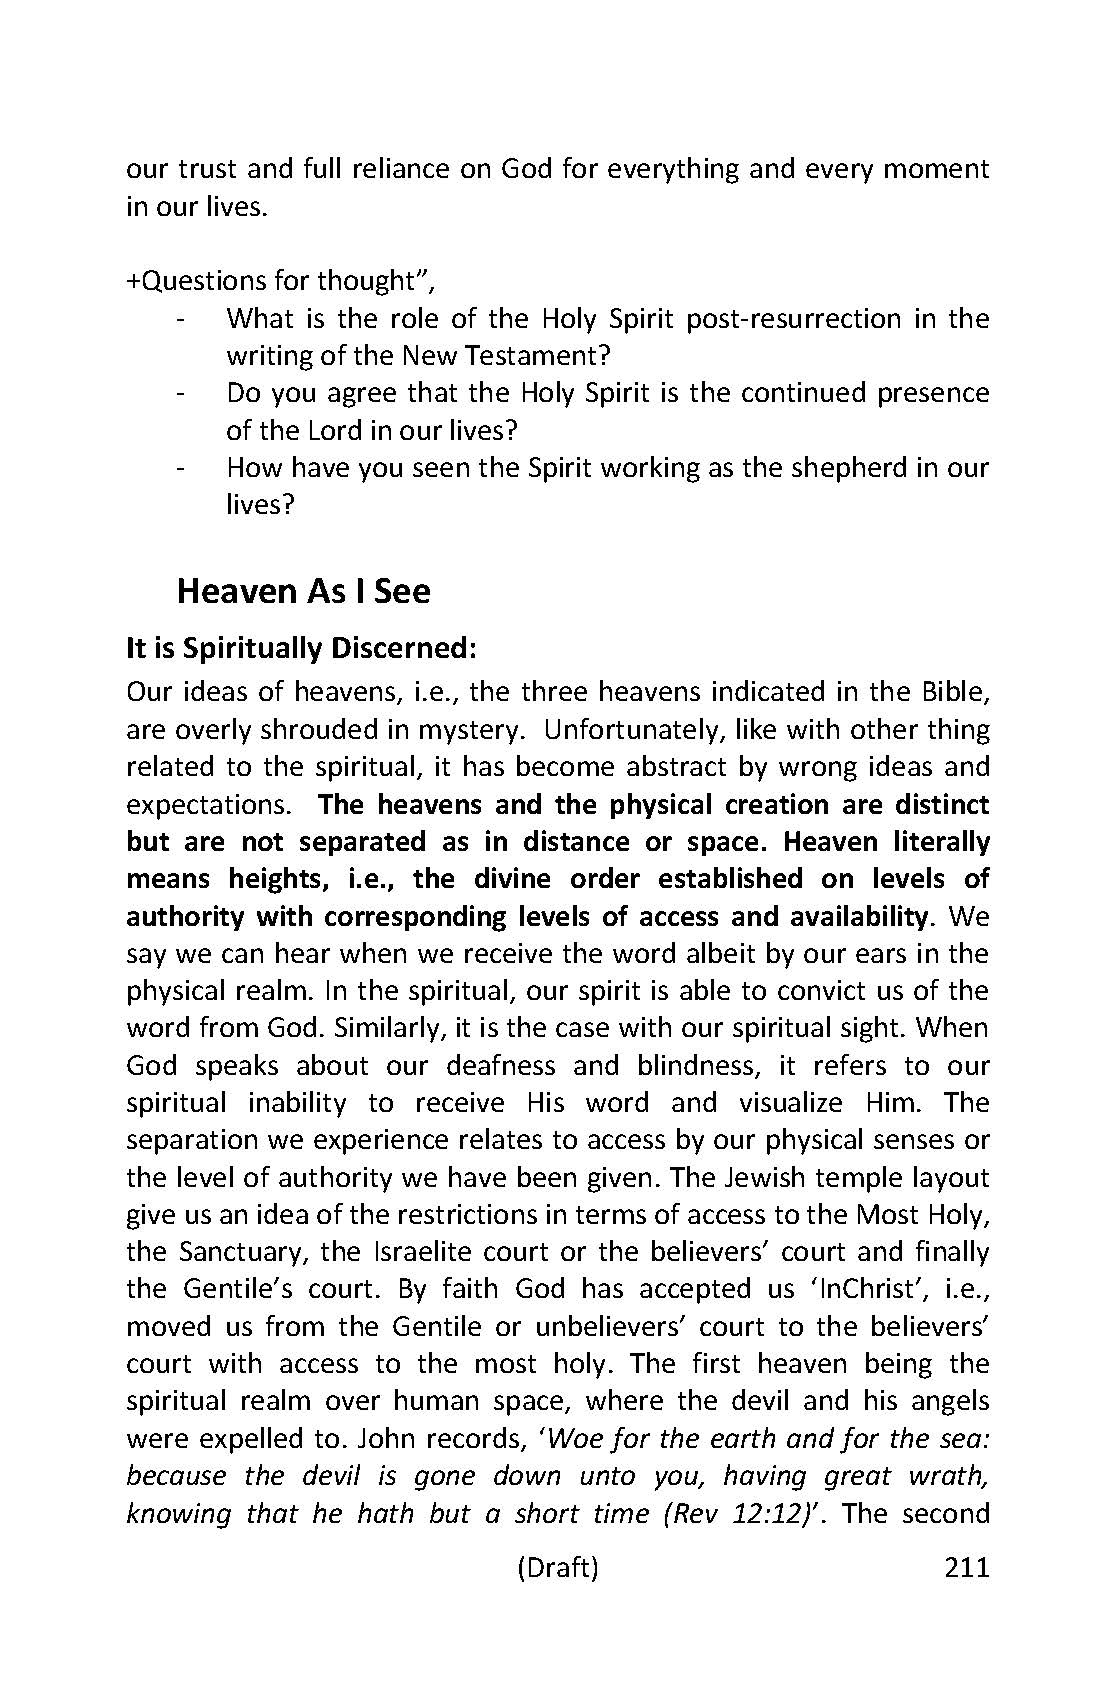 our trust and full reliance on God for everything and every moment
in our lives.
+Questions for thought”,
- What is the role of the Holy Spirit post-resurrection in the
writing of the New Testament?
- Do you agree that the Holy Spirit is the continued presence
of the Lord in our lives?
- How have you seen the Spirit working as the shepherd in our
lives?
Heaven As I See
It is Spiritually Discerned:
Our ideas of heavens, i.e., the three heavens indicated in the Bible,
are overly shrouded in mystery. Unfortunately, like with other thing
related to the spiritual, it has become abstract by wrong ideas and
expectations. The heavens and the physical creation are distinct
but are not separated as in distance or space. Heaven literally
means heights, i.e., the divine order established on levels of
authority with corresponding levels of access and availability. We
say we can hear when we receive the word albeit by our ears in the
physical realm. In the spiritual, our spirit is able to convict us of the
word from God. Similarly, it is the case with our spiritual sight. When
God speaks about our deafness and blindness, it refers to our
spiritual inability to receive His word and visualize Him. The
separation we experience relates to access by our physical senses or
the level of authority we have been given. The Jewish temple layout
give us an idea of the restrictions in terms of access to the Most Holy,
the Sanctuary, the Israelite court or the believers’ court and finally
the Gentile’s court. By faith God has accepted us ‘InChrist’, i.e.,
moved us from the Gentile or unbelievers’ court to the believers’
court with access to the most holy. The first heaven being the
spiritual realm over human space, where the devil and his angels
were expelled to. John records, ‘Woe for the earth and for the sea:
because the devil is gone down unto you, having great wrath,
knowing that he hath but a short time (Rev 12:12)’. The second
(Draft) 211